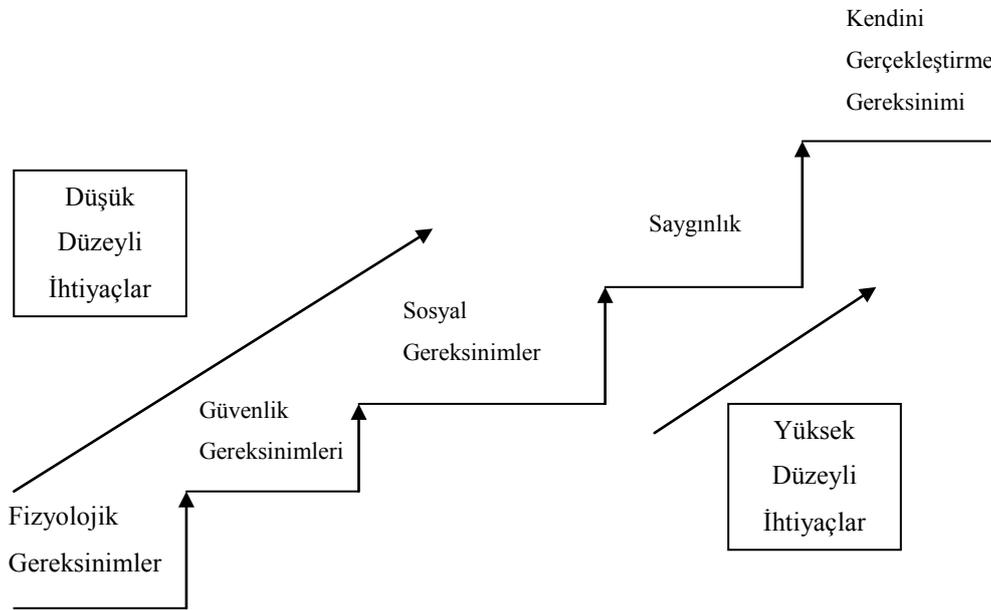 Kendini
Gerçekleştirme
Gereksinimi
Düşük
Düzeyli
İhtiyaçlar
Saygınlık
Sosyal
Gereksinimler
Güvenlik
Gereksinimleri
Yüksek
Düzeyli
İhtiyaçlar
Fizyolojik
Gereksinimler